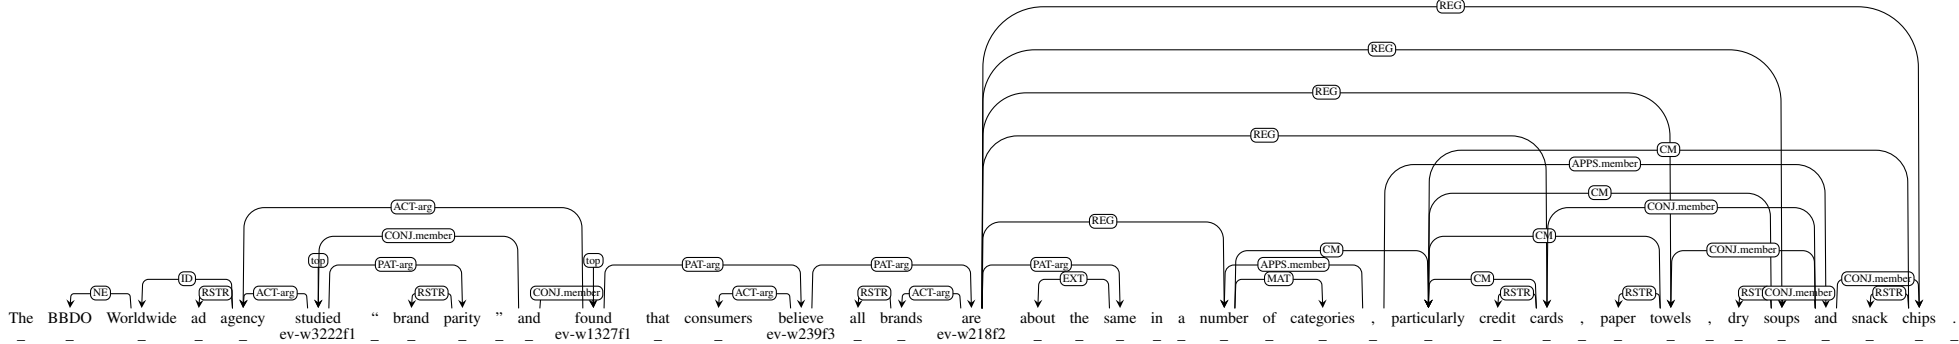 REG
REG
REG
REG
CM
APPS.member
CM
ACT-arg CONJ.member
REG
CONJ.member CM
top top CM CONJ.member
PAT-arg PAT-arg PAT-arg PAT-arg APPS.member
ID EXT MAT CM CONJ.member
NE RSTR ACT-arg RSTR CONJ.member ACT-arg RSTR ACT-arg RSTR RSTR RST CONJ.member RSTR
The BBDO Worldwide ad agency studied “ brand parity ” and found that consumers believe all brands are about the same in a number of categories , particularly credit cards , paper towels , dry soups and snack chips .
_ _ _ _ _ ev-w3222f1 _ _ _ _ _ ev-w1327f1 _ _ ev-w239f3 _ _ ev-w218f2 _ _ _ _ _ _ _ _ _ _ _ _ _ _ _ _ _ _ _ _ _ _